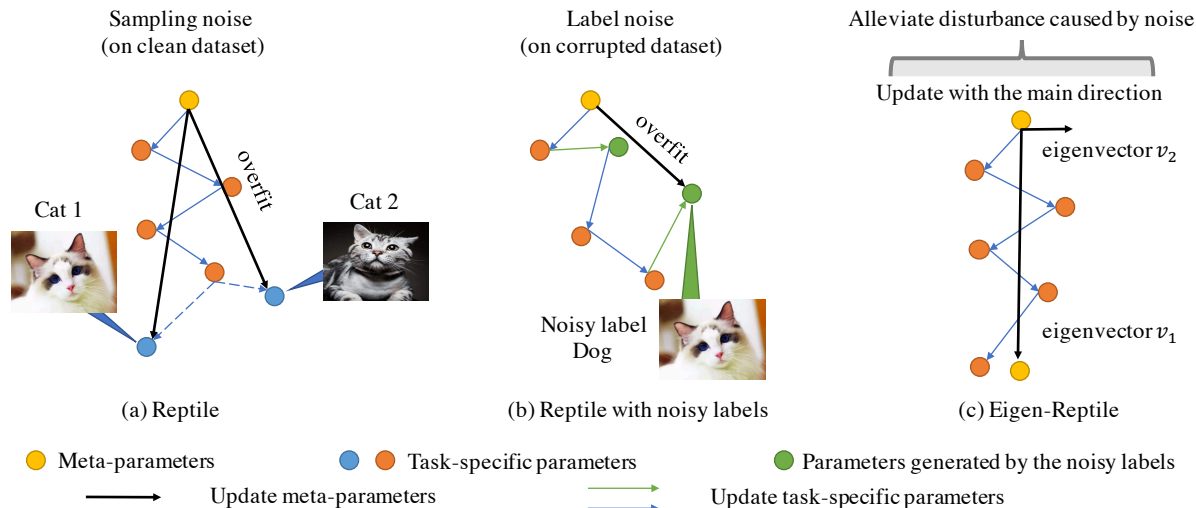 Sampling noise
(on clean dataset)
overfit
Cat 1
Cat 2
(a) Reptile
Label noise
(on corrupted dataset)
overfit
Noisy label
Dog
(b) Reptile with noisy labels
Alleviate disturbance caused by noise
Update with the main direction
eigenvector v₂
eigenvector v₁
(c) Eigen-Reptile
Meta-parameters
Task-specific parameters
Parameters generated by the noisy labels
Update meta-parameters
Update task-specific parameters